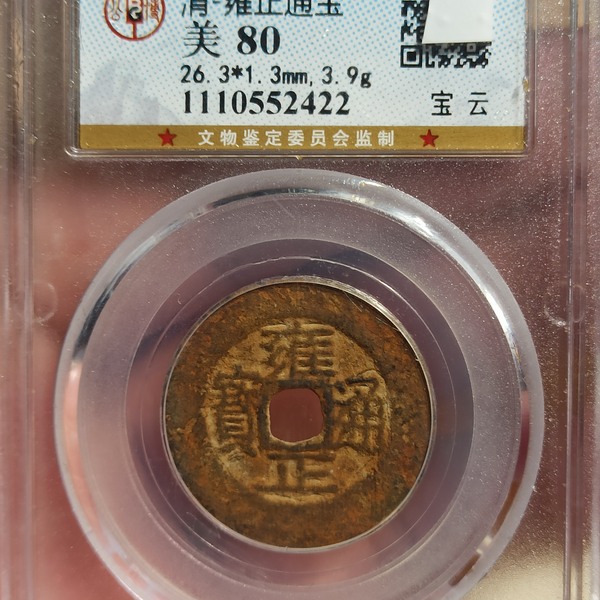 清-雍正通宝
美 80
26.3*1.3mm,3.9g
1110552422 宝云
★ 文物鉴定委员会监制 ★
雍
寶 通
正